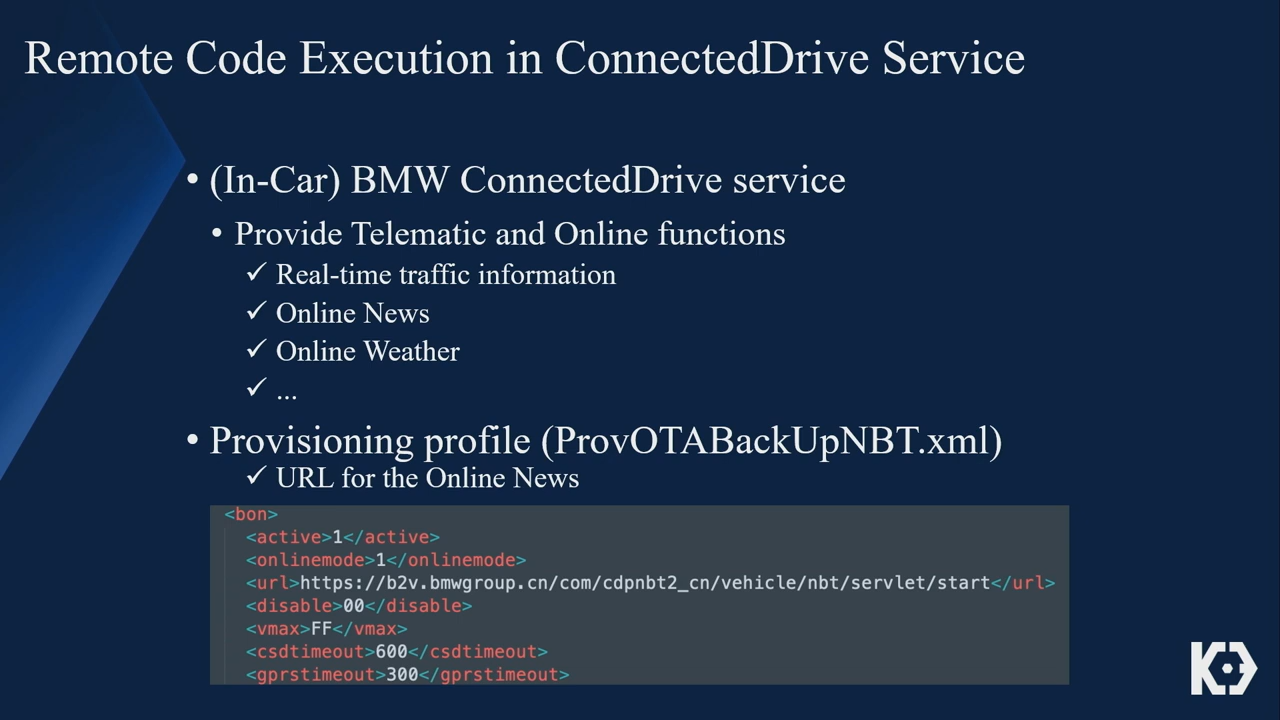 Remote Code Execution in ConnectedDrive Service
• (In-Car) BMW ConnectedDrive service
• Provide Telematic and Online functions
✓ Real-time traffic information
✓ Online News
✓ Online Weather
✓ ...
• Provisioning profile (ProvOTABackUpNBT.xml)
✓ URL for the Online News
<bon>
<active>1</active>
<onlinemode>1</onlinemode>
<url>https://b2v.bmwgroup.cn/com/cdpnbt2_cn/vehicle/nbt/servlet/start</url>
<disable>00</disable>
<vmax>FF</vmax>
<csdtimeout>600</csdtimeout>
<gprstimeout>300</gprstimeout>